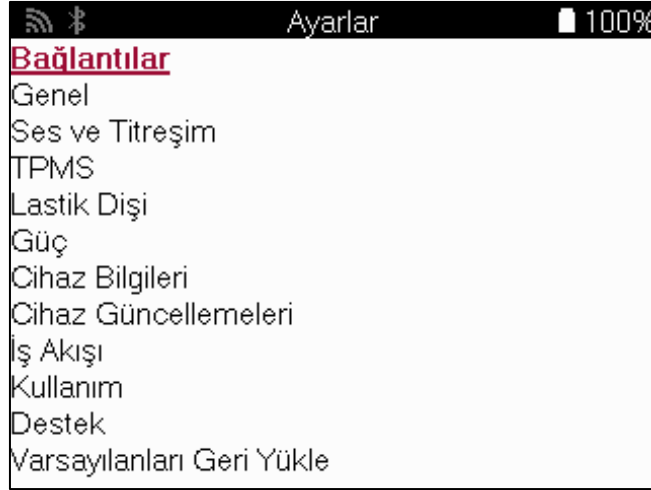 Ayarlar 100%
Bağlantılar
Genel
Ses ve Titreşim
TPMS
Lastik Dişi
Güç
Cihaz Bilgileri
Cihaz Güncellemeleri
İş Akışı
Kullanım
Destek
Varsayılanları Geri Yükle